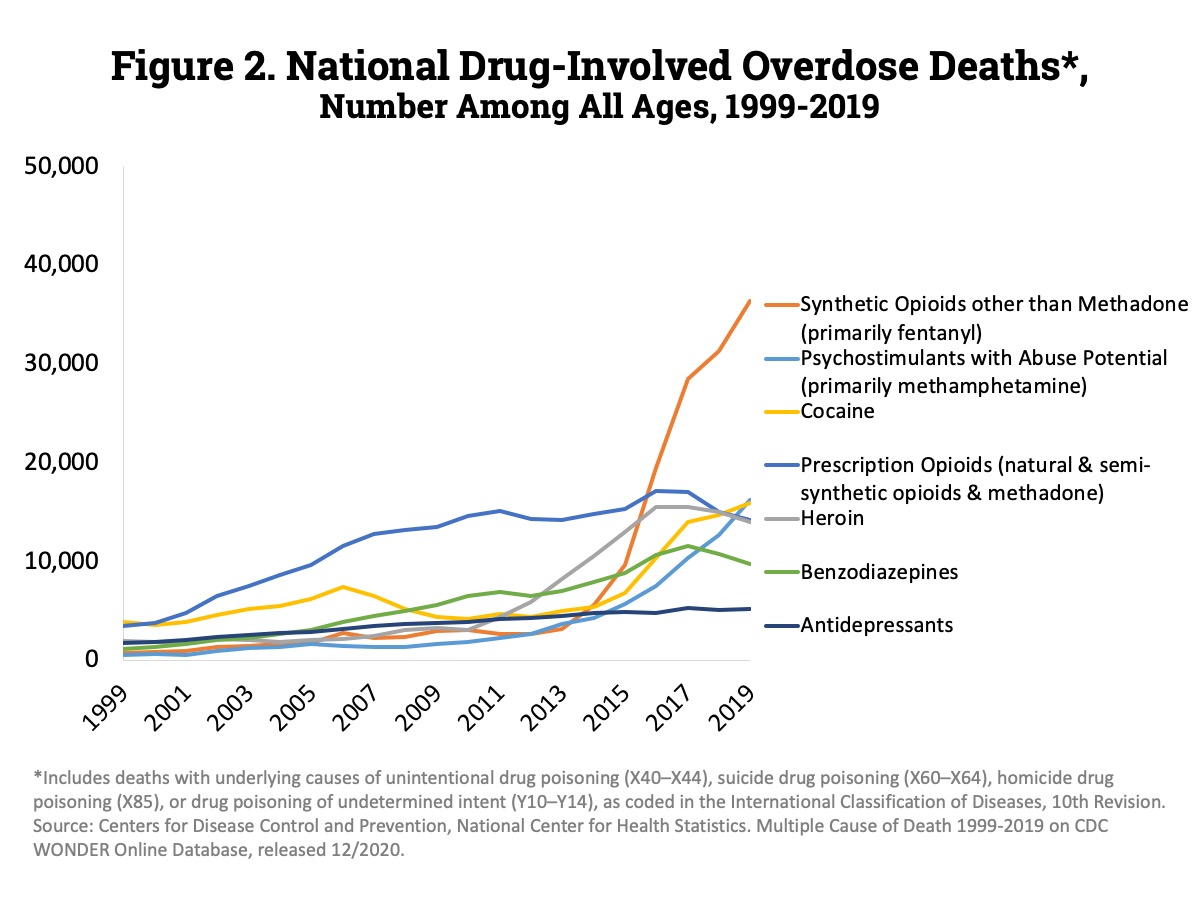 Figure 2. National Drug-Involved Overdose Deaths*,
Number Among All Ages, 1999-2019
50,000
40,000
30,000
20,000
10,000
0
1999
2001
2003
2005
2007
2009
2011
2013
2015
2017
2019
Synthetic Opioids other than Methadone
(primarily fentanyl)
Psychostimulants with Abuse Potential
(primarily methamphetamine)
Cocaine
Prescription Opioids (natural & semi-
synthetic opioids & methadone)
Heroin
Benzodiazepines
Antidepressants
*Includes deaths with underlying causes of unintentional drug poisoning (X40–X44), suicide drug poisoning (X60–X64), homicide drug
poisoning (X85), or drug poisoning of undetermined intent (Y10–Y14), as coded in the International Classification of Diseases, 10th Revision.
Source: Centers for Disease Control and Prevention, National Center for Health Statistics. Multiple Cause of Death 1999-2019 on CDC
WONDER Online Database, released 12/2020.